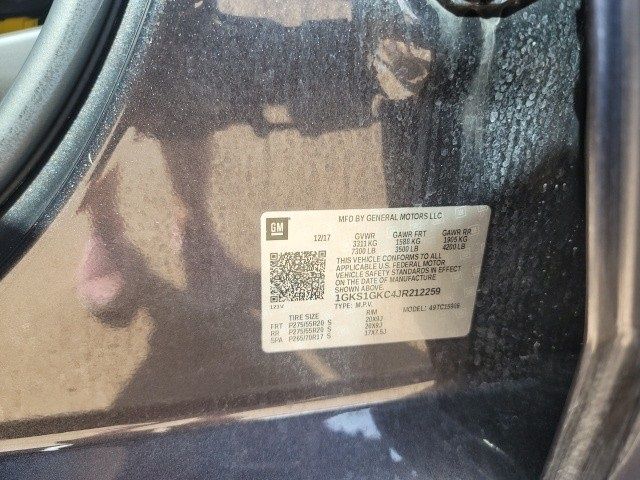 GM
MFD BY GENERAL MOTORS LLC
12/17 GVWR GAWR FRT GAWR RR
3311 KG 1588 KG 1905 KG
7300 LB 3500 LB 4200 LB
THIS VEHICLE CONFORMS TO ALL
APPLICABLE U.S. FEDERAL MOTOR
VEHICLE SAFETY STANDARDS IN EFFECT
ON THE DATE OF MANUFACTURE
SHOWN ABOVE
1GKS1GKC4JR212259
TYPE: M.P.V. MODEL:
TIRE SIZE RIM
FRT P275/55R20 S 20X9J
RR P275/55R20 S 20X9J
SPA P265/70R17 S 17X7.5J